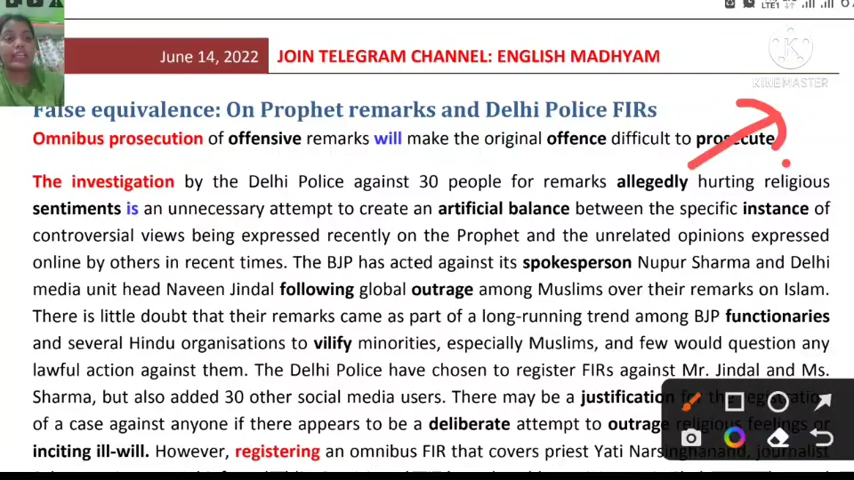 LTE1
June 14, 2022 JOIN TELEGRAM CHANNEL: ENGLISH MADHYAM
KINEMASTER
False equivalence: On Prophet remarks and Delhi Police FIRs
Omnibus prosecution of offensive remarks will make the original offence difficult to prosecute
The investigation by the Delhi Police against 30 people for remarks allegedly hurting religious
sentiments is an unnecessary attempt to create an artificial balance between the specific instance of
controversial views being expressed recently on the Prophet and the unrelated opinions expressed
online by others in recent times. The BJP has acted against its spokesperson Nupur Sharma and Delhi
media unit head Naveen Jindal following global outrage among Muslims over their remarks on Islam.
There is little doubt that their remarks came as part of a long-running trend among BJP functionaries
and several Hindu organisations to vilify minorities, especially Muslims, and few would question any
lawful action against them. The Delhi Police have chosen to register FIRs against Mr. Jindal and Ms.
Sharma, but also added 30 other social media users. There may be a justification for the registration
of a case against anyone if there appears to be a deliberate attempt to outrage religious feelings or
inciting ill-will. However, registering an omnibus FIR that covers priest Yati Narsinghanand, journalist